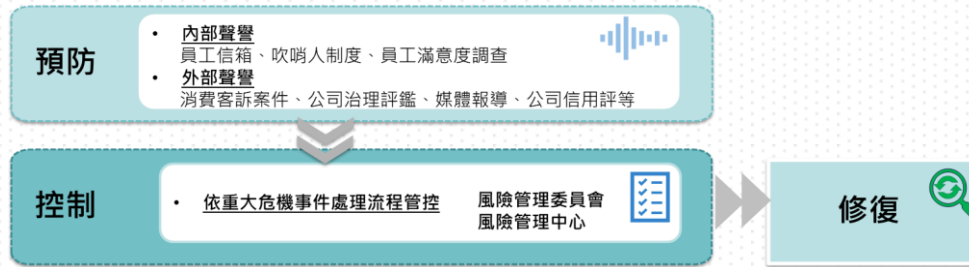 預防
• 內部聲譽
員工信箱、吹哨人制度、員工滿意度調查
• 外部聲譽
消費客訴案件、公司治理評鑑、媒體報導、公司信用評等
控制
• 依重大危機事件處理流程管控
風險管理委員會
風險管理中心
修復